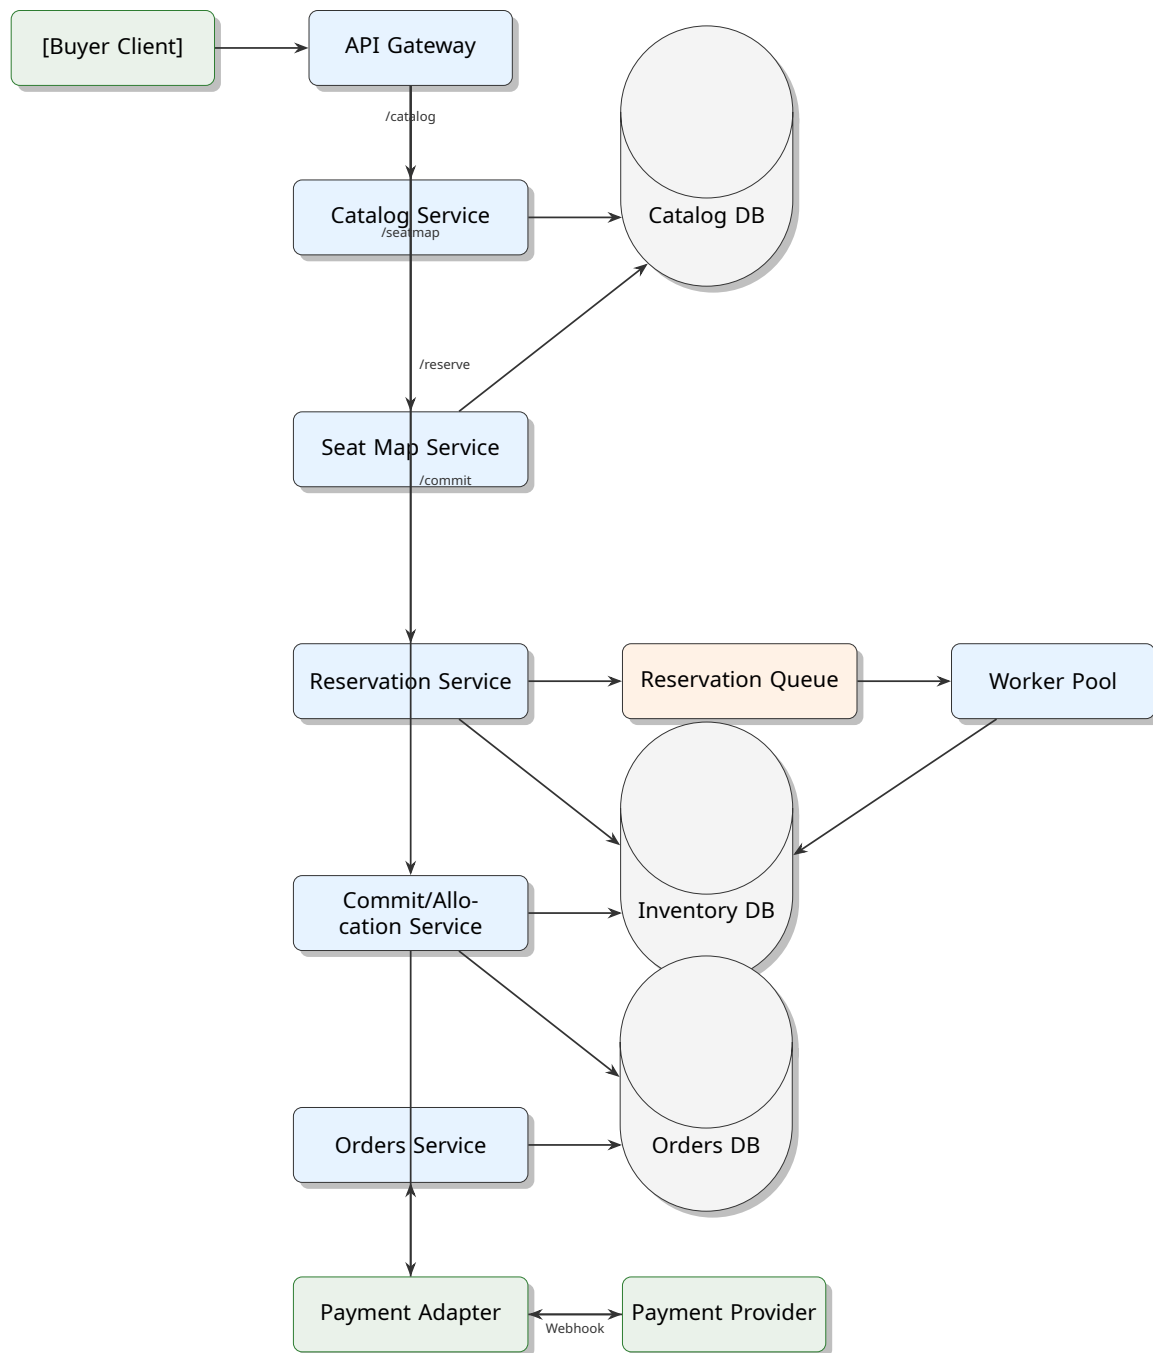 [Buyer Client]
API Gateway
/catalog
Catalog Service
/seatmap
Catalog DB
/reserve
Seat Map Service
/commit
Reservation Service
Reservation Queue
Worker Pool
Commit/Allo-
cation Service
Inventory DB
Orders Service
Orders DB
Payment Adapter
Webhook
Payment Provider